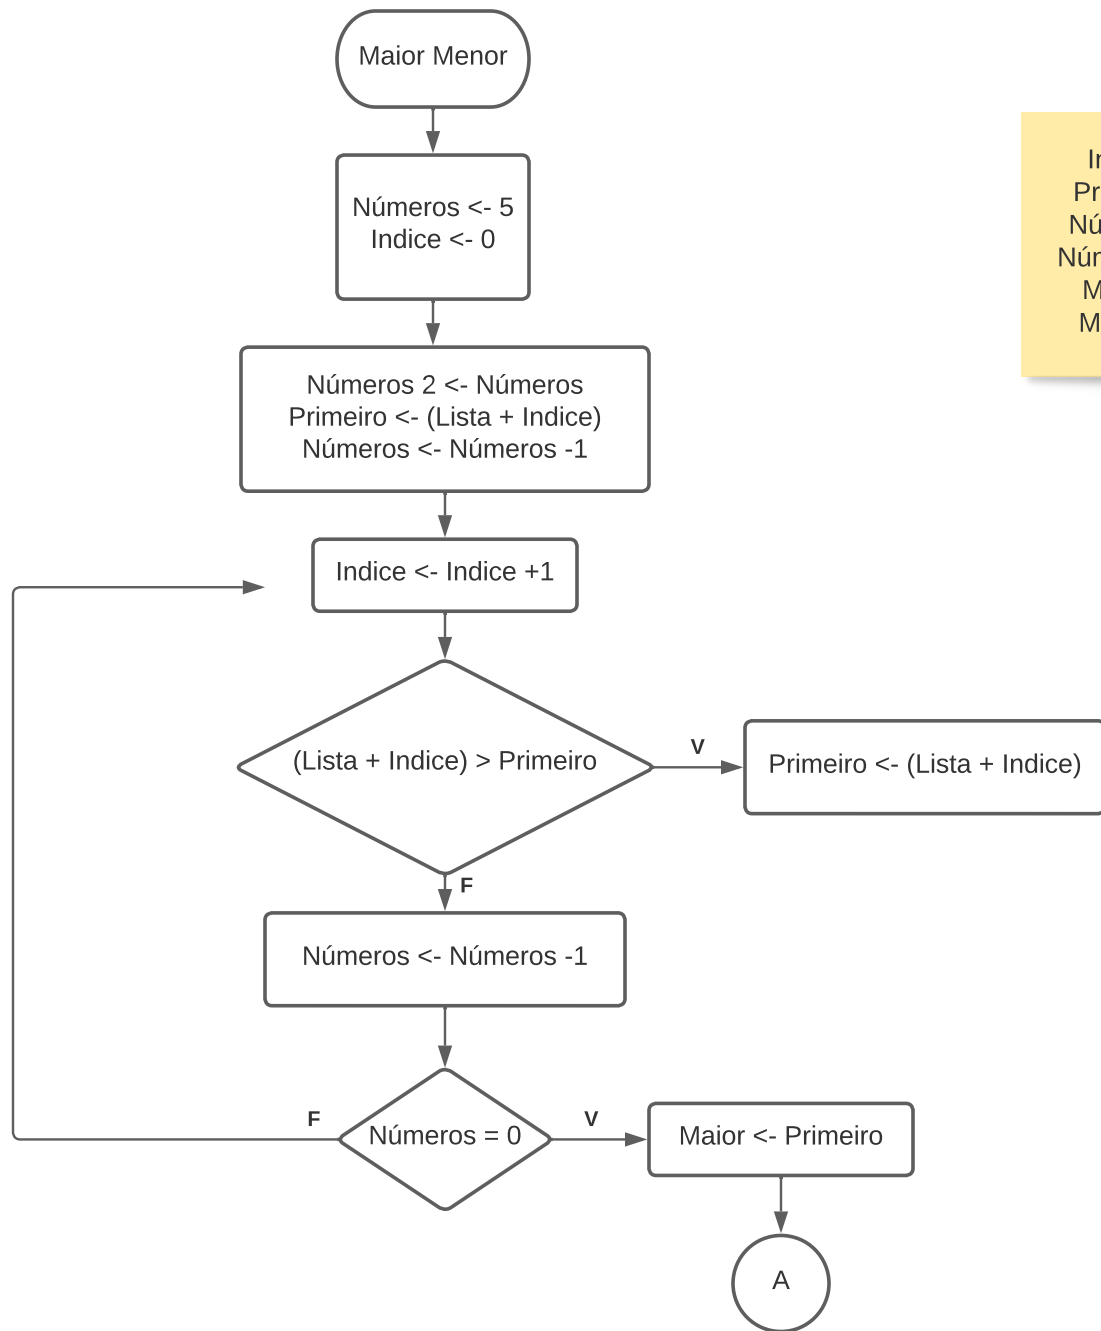 Maior Menor
Números <- 5
Indice <- 0
Números 2 <- Números
Primeiro <- (Lista + Indice)
Números <- Números -1
Indice <- Indice +1
(Lista + Indice) > Primeiro
V
Primeiro <- (Lista + Indice)
F
Números <- Números -1
F
Números = 0
V
Maior <- Primeiro
A